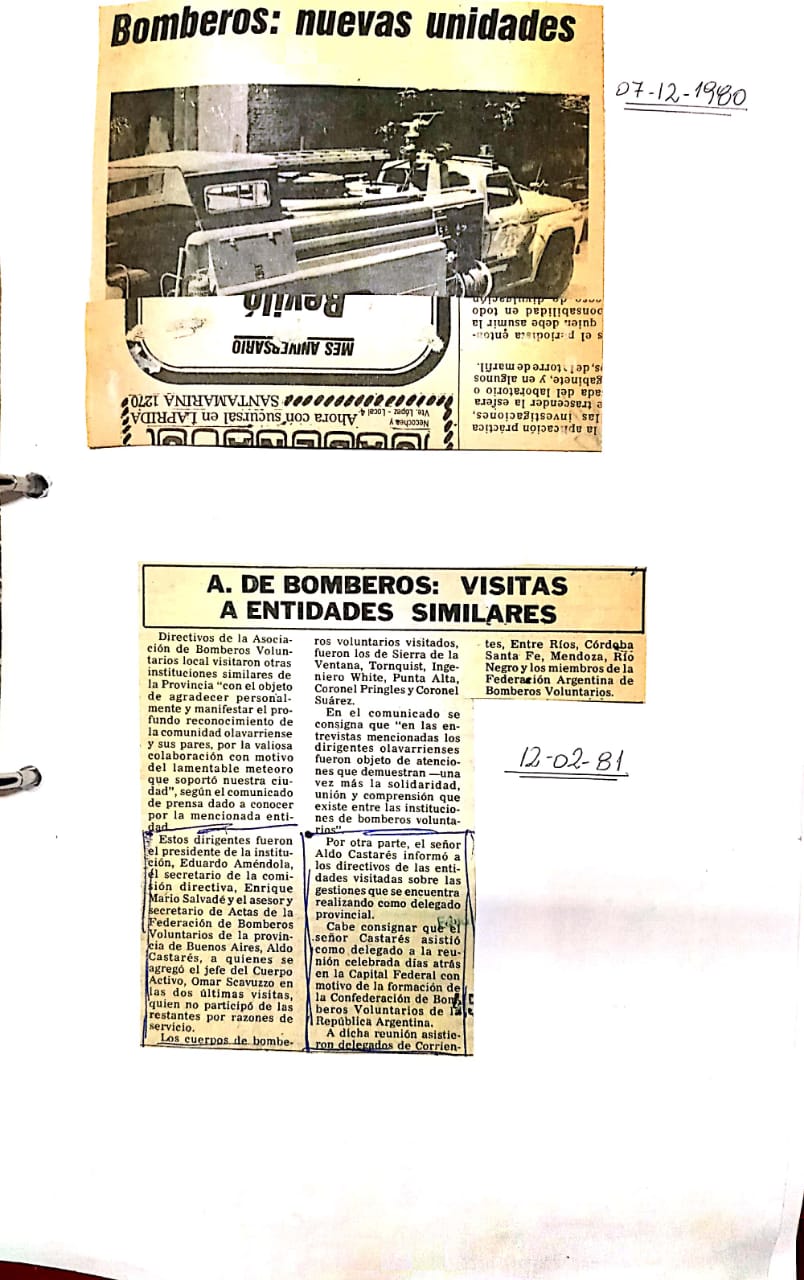 Bomberos: nuevas unidades
07-12-1980
Reviló
MES ANIVERSARIO
SANTAMARINA 1270
Ahora con sucursal en LAPRIDA
Necochea y
Vte. López - Local 4
la aplicación práctica
las investigaciones,
e trascender la esfera
ada del laboratorio o
gabinete, y en algunos
s, de l torre de marfil.
s el p riodista enton-
quien debe asumir la
ponsabilidad en todo
A. DE BOMBEROS: VISITAS
A ENTIDADES SIMILARES
Directivos de la Asocia-
ción de Bomberos Volun-
tarios local visitaron otras
instituciones similares de
la Provincia "con el objeto
de agradecer personal-
mente y manifestar el pro-
fundo reconocimiento de
la comunidad olavarriense
y sus pares, por la valiosa
colaboración con motivo
del lamentable meteoro
que soportó nuestra ciu-
dad", según el comunicado
de prensa dado a conocer
por la mencionada enti-
dad.
Estos dirigentes fueron
el presidente de la institu-
ción, Eduardo Améndola,
el secretario de la comi-
sión directiva, Enrique
Mario Salvadé y el asesor y
secretario de Actas de la
Federación de Bomberos
Voluntarios de la provin-
cia de Buenos Aires, Aldo
Castarés, a quienes se
agregó el jefe del Cuerpo
Activo, Omar Scavuzzo en
las dos últimas visitas,
quien no participó de las
restantes por razones de
servicio.
Los cuerpos de bombe-
ros voluntarios visitados,
fueron los de Sierra de la
Ventana, Tornquist, Inge-
niero White, Punta Alta,
Coronel Pringles y Coronel
Suárez.
En el comunicado se
consigna que "en las en-
trevistas mencionadas los
dirigentes olavarrienses
fueron objeto de atencio-
nes que demuestran —una
vez más la solidaridad,
unión y comprensión que
existe entre las institucio-
nes de bomberos volunta-
rios".
Por otra parte, el señor
Aldo Castarés informó a
los directivos de las enti-
dades visitadas sobre las
gestiones que se encuentra
realizando como delegado
provincial.
Cabe consignar que el
señor Castarés asistió
como delegado a la reu-
nión celebrada días atrás
en la Capital Federal con
motivo de la formación de
la Confederación de Bom-
beros Voluntarios de la
República Argentina.
A dicha reunión asistie-
ron delegados de Corrien-
tes, Entre Ríos, Córdoba
Santa Fe, Mendoza, Río
Negro y los miembros de la
Federación Argentina de
Bomberos Voluntarios.
12-02-81